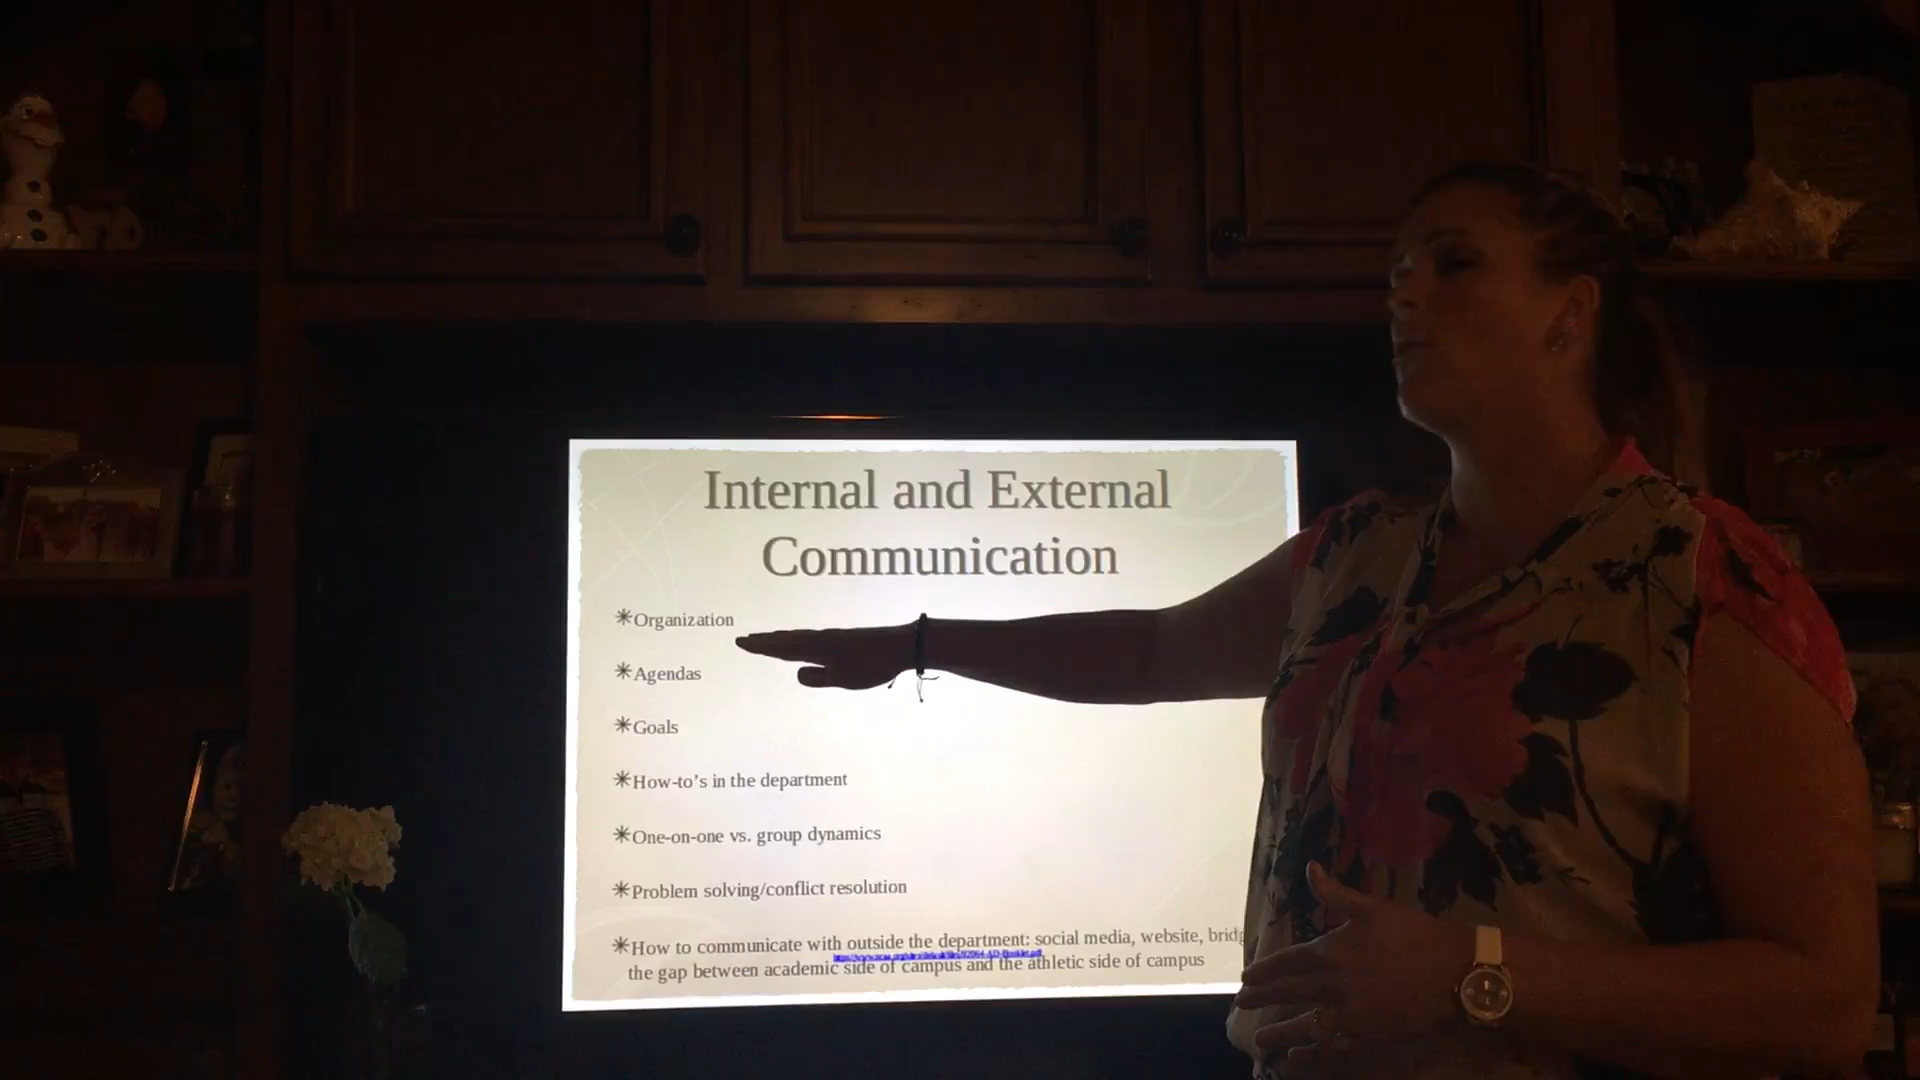 Internal and External
Communication
✳Organization
✳Agendas
✳Goals
✳How-to’s in the department
✳One-on-one vs. group dynamics
✳Problem solving/conflict resolution
✳How to communicate with outside the department: social media, website,
the gap between academic side of campus and the athletic side of campus